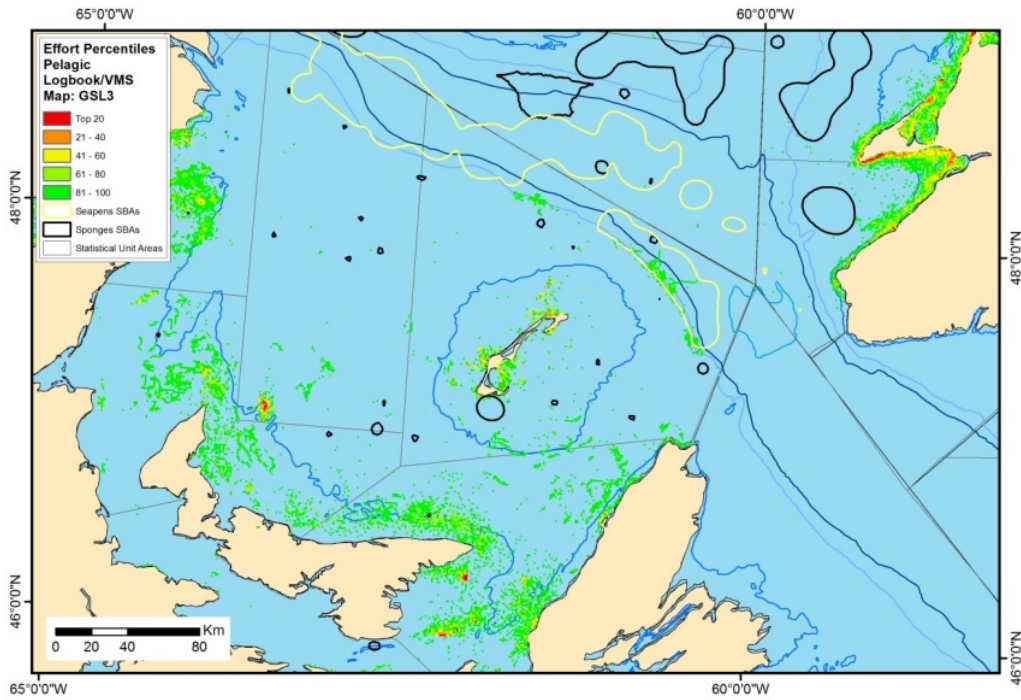 65°0'0"W
60°0'0"W
Effort Percentiles
Pelagic
Logbook/VMS
Map: GSL3
Top 20
21 - 40
41 - 60
61 - 80
81 - 100
Seapens SBAs
Sponges SBAs
Statistical Unit Areas
48°0'0"N
48°0'0"N
46°0'0"N
46°0'0"N
Km
0 20 40 80
65°0'0"W
60°0'0"W